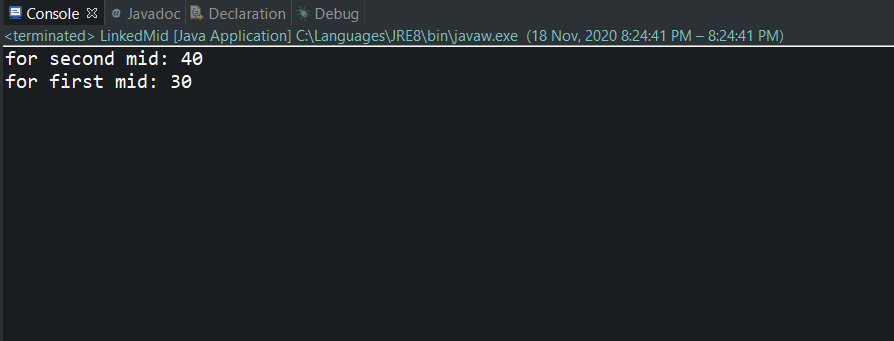 Console Javadoc Declaration Debug
<terminated> LinkedMid [Java Application] C:\Languages\JRE8\bin\javaw.exe (18 Nov, 2020 8:24:41 PM – 8:24:41 PM)
for second mid: 40
for first mid: 30